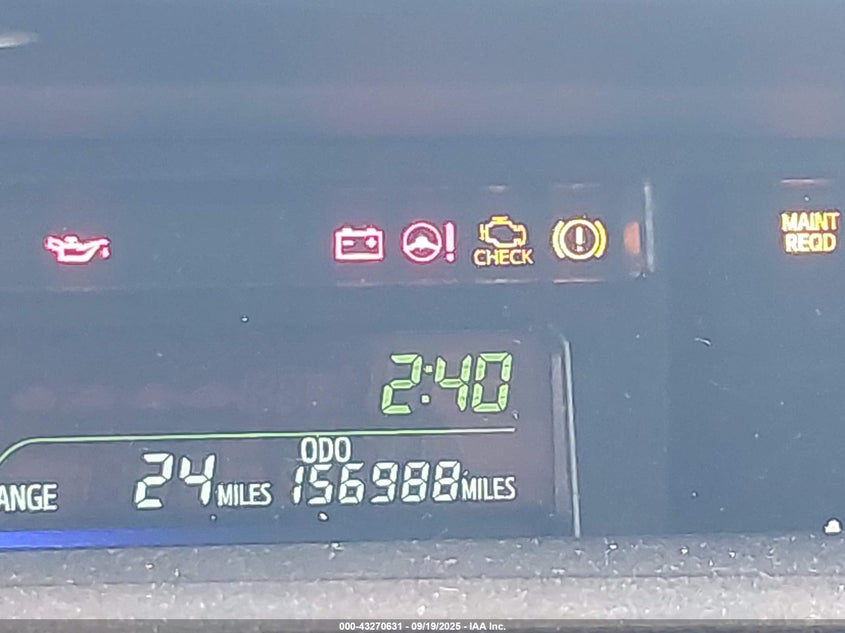 CHECK
MAINT
REQD
2:40
ODO
ANGE 24 MILES 156988 MILES
000-43270631 - 09/19/2025 - IAA Inc.